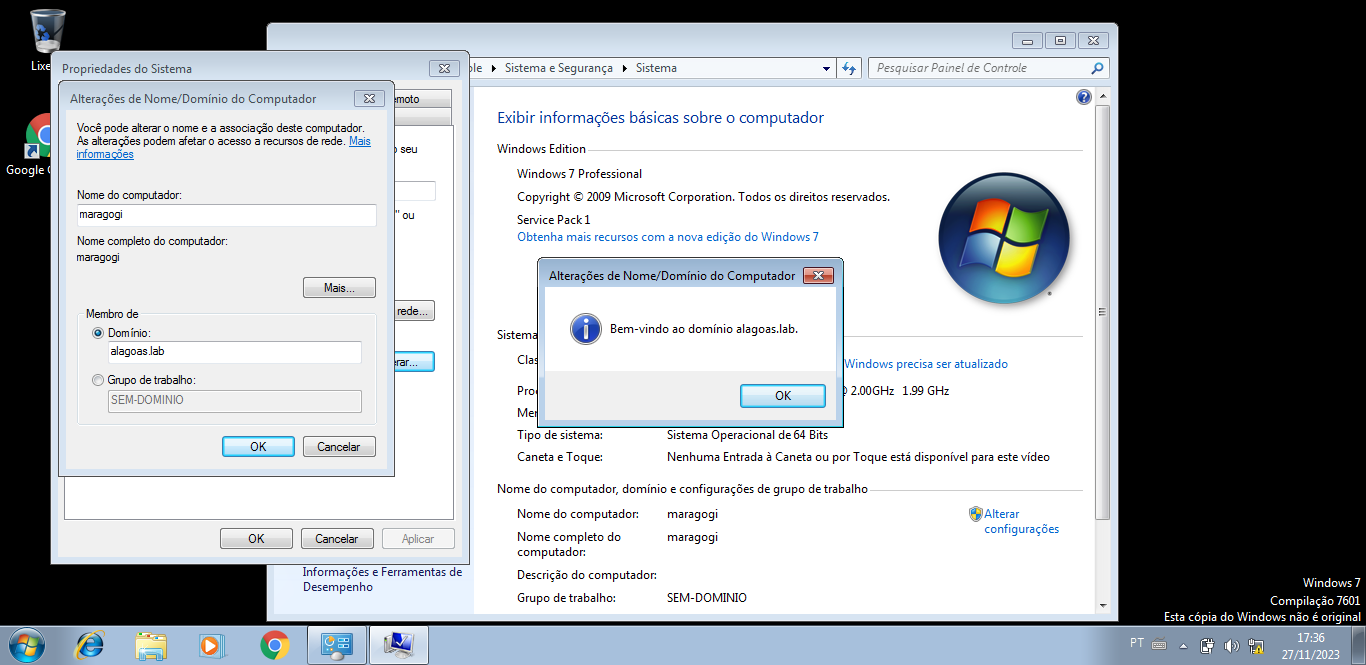 Propriedades do Sistema
Alterações de Nome/Domínio do Computador
Você pode alterar o nome e a associação deste computador.
As alterações podem afetar o acesso a recursos de rede. Mais
informações
Nome do computador:
maragogi
Nome completo do computador:
maragogi
Mais...
Membro de
Domínio:
alagoas.lab
Grupo de trabalho:
SEM-DOMINIO
OK Cancelar
emoto
o seu
" ou
rede...
erar...
OK Cancelar Aplicar
Informações e Ferramentas de
Desempenho
ole Sistema e Segurança Sistema
Pesquisar Painel de Controle
Exibir informações básicas sobre o computador
Windows Edition
Windows 7 Professional
Copyright © 2009 Microsoft Corporation. Todos os direitos reservados.
Service Pack 1
Obtenha mais recursos com a nova edição do Windows 7
Sistema
Clas
Windows precisa ser atualizado
Proc
2.00GHz 1.99 GHz
Mem
Tipo de sistema: Sistema Operacional de 64 Bits
Caneta e Toque: Nenhuma Entrada à Caneta ou por Toque está disponível para este vídeo
Nome do computador, domínio e configurações de grupo de trabalho
Nome do computador: maragogi
Alterar
configurações
Nome completo do maragogi
computador:
Descrição do computador:
Grupo de trabalho: SEM-DOMINIO
Alterações de Nome/Domínio do Computador
Bem-vindo ao domínio alagoas.lab.
OK
Lixe
Google C
Windows 7
Compilação 7601
Esta cópia do Windows não é original
PT
17:36
27/11/2023